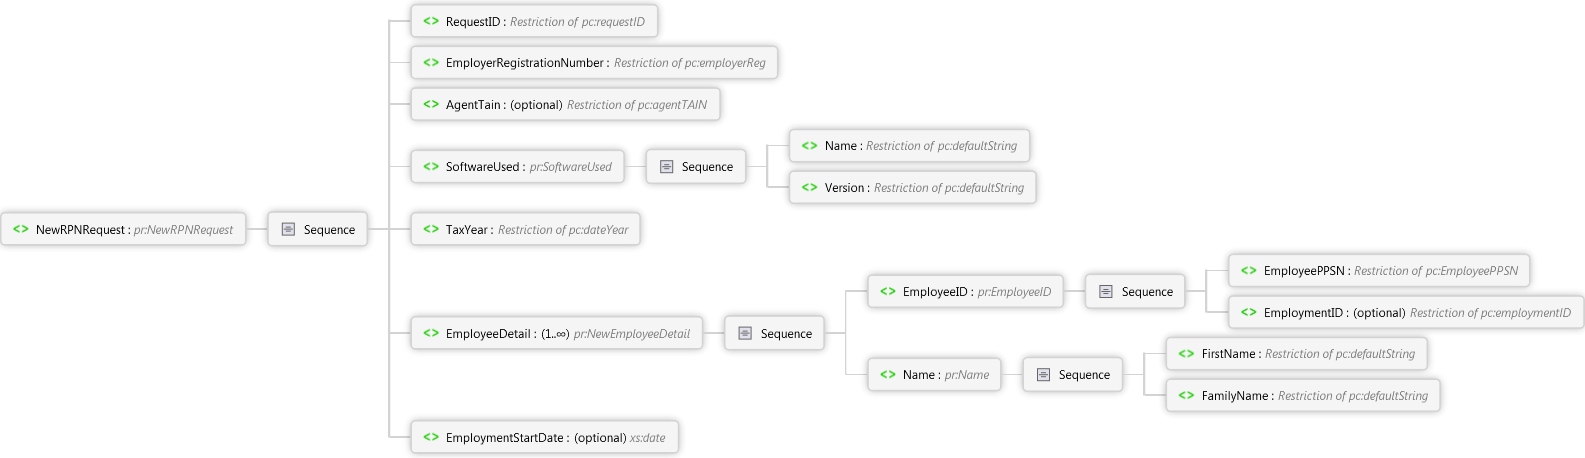 <> RequestID : Restriction of pc:requestID
<> EmployerRegistrationNumber : Restriction of pc:employerReg
<> AgentTain : (optional) Restriction of pc:agentTAIN
<> SoftwareUsed : pr:SoftwareUsed
Sequence
<> Name : Restriction of pc:defaultString
<> Version : Restriction of pc:defaultString
<> NewRPNRequest : pr:NewRPNRequest
Sequence
<> TaxYear : Restriction of pc:dateYear
<> EmployeeDetail : (1..∞) pr:NewEmployeeDetail
Sequence
<> EmployeeID : pr:EmployeeID
Sequence
<> EmployeePPSN : Restriction of pc:EmployeePPSN
<> EmploymentID : (optional) Restriction of pc:employmentID
<> Name : pr:Name
Sequence
<> FirstName : Restriction of pc:defaultString
<> FamilyName : Restriction of pc:defaultString
<> EmploymentStartDate : (optional) xs:date